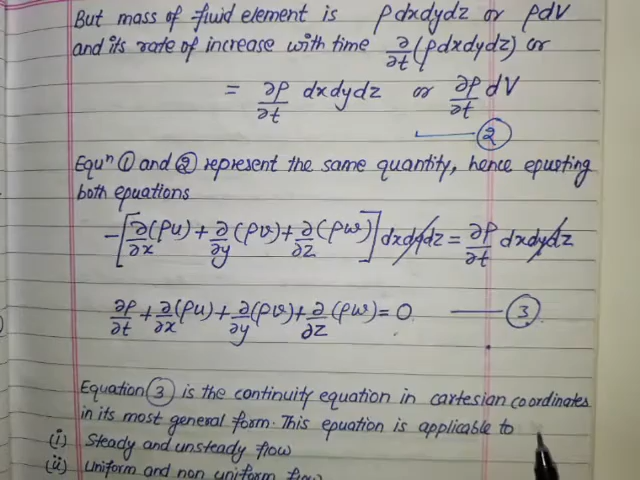 But mass of fluid element is ρ dxdydz or ρdV
and its rate of increase with time ∂/∂t (ρ dxdydz) or
= ∂ρ/∂t dxdydz or ∂ρ/∂t dV
②
Equⁿ ① and ② represent the same quantity, hence equating
both equations
-[∂/∂x (ρu) + ∂/∂y (ρv) + ∂/∂z (ρw)] dxdydz = ∂ρ/∂t dxdydz
∂ρ/∂t + ∂/∂x (ρu) + ∂/∂y (ρv) + ∂/∂z (ρw) = 0 ③
Equation ③ is the continuity equation in cartesian coordinates
in its most general form. This equation is applicable to
(i) Steady and unsteady flow
(ii) Uniform and non uniform flow